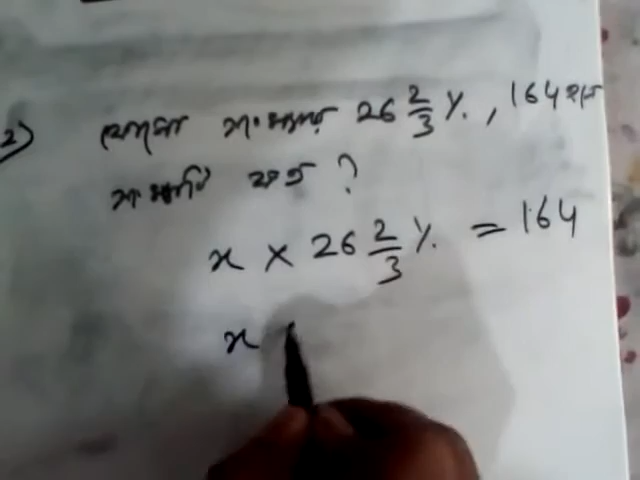 2) কোনো সংখ্যার 26 2/3 %, 164 হলে
সংখ্যাটি কত ?
x × 26 2/3 % = 164
x